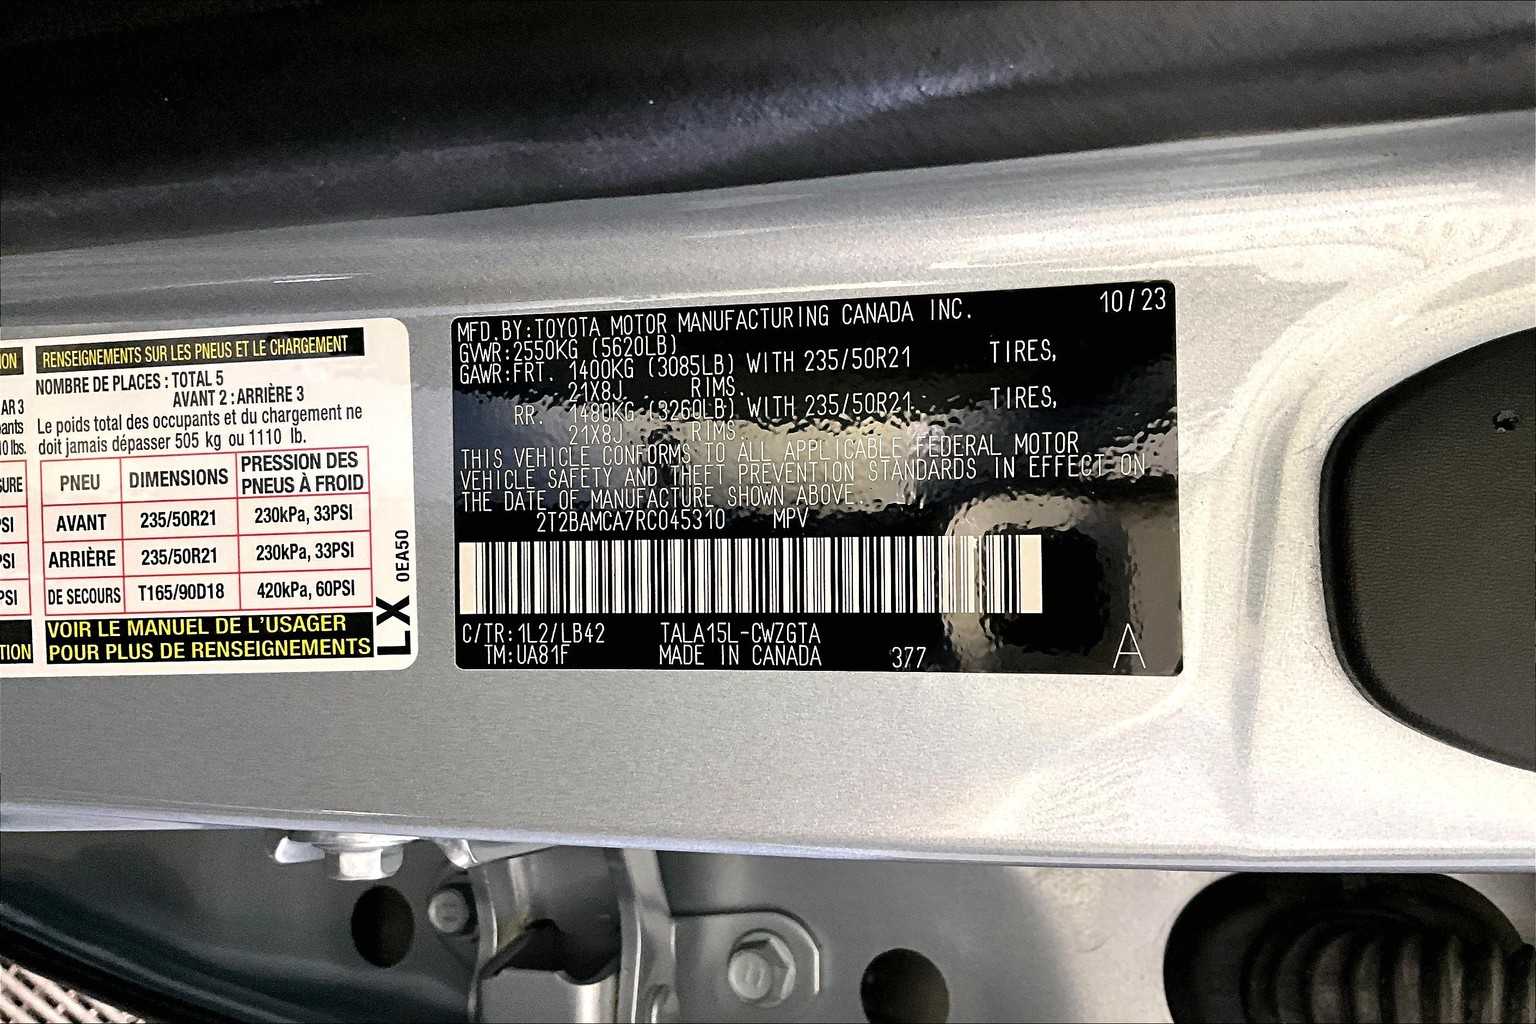 ION
RENSEIGNEMENTS SUR LES PNEUS ET LE CHARGEMENT
NOMBRE DE PLACES : TOTAL 5
AVANT 2 : ARRIÈRE 3
AR 3
Le poids total des occupants et du chargement ne
doit jamais dépasser 505 kg ou 1110 lb.
PNEU DIMENSIONS PRESSION DES PNEUS À FROID
AVANT 235/50R21 230kPa, 33PSI
ARRIÈRE 235/50R21 230kPa, 33PSI
DE SECOURS T165/90D18 420kPa, 60PSI
VOIR LE MANUEL DE L'USAGER
POUR PLUS DE RENSEIGNEMENTS
TION
LX 0EA50
MFD.BY:TOYOTA MOTOR MANUFACTURING CANADA INC. 10/23
GVWR:2550KG (5620LB)
GAWR:FRT. 1400KG (3085LB) WITH 235/50R21 TIRES,
21X8J RIMS.
RR. 1480KG (3260LB) WITH 235/50R21 TIRES,
21X8J RIMS.
THIS VEHICLE CONFORMS TO ALL APPLICABLE FEDERAL MOTOR
VEHICLE SAFETY AND THEFT PREVENTION STANDARDS IN EFFECT ON
THE DATE OF MANUFACTURE SHOWN ABOVE.
2T2BAMCA7RC045310 MPV
C/TR:1L2/LB42 TALA15L-CWZGTA
TM:UA81F MADE IN CANADA 377 A